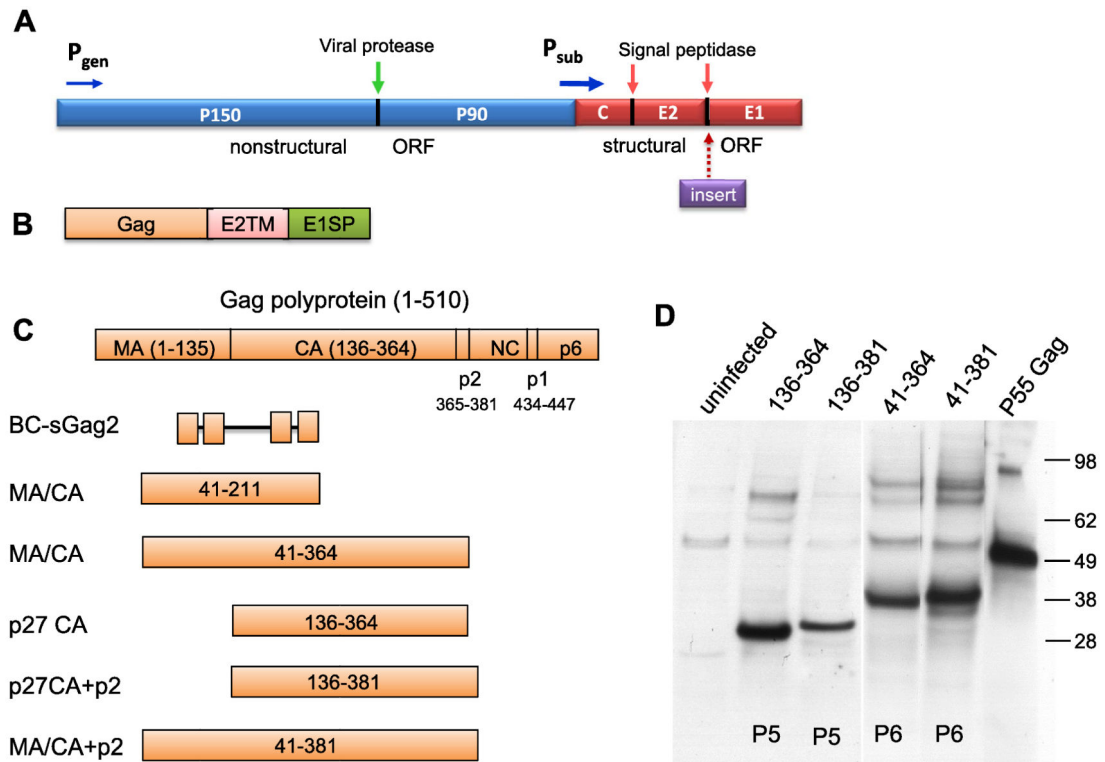 A
P gen
Viral protease
P sub
Signal peptidase
P150
P90
C
E2
E1
nonstructural ORF
structural ORF
insert
B
Gag
E2TM
E1SP
C
Gag polyprotein (1-510)
MA (1-135)
CA (136-364)
NC
p6
p2
p1
365-381
434-447
BC-sGag2
MA/CA
41-211
MA/CA
41-364
p27 CA
136-364
p27CA+p2
136-381
MA/CA+p2
41-381
D
uninfected
136-364
136-381
41-364
41-381
P55 Gag
98
62
49
38
28
P5
P5
P6
P6